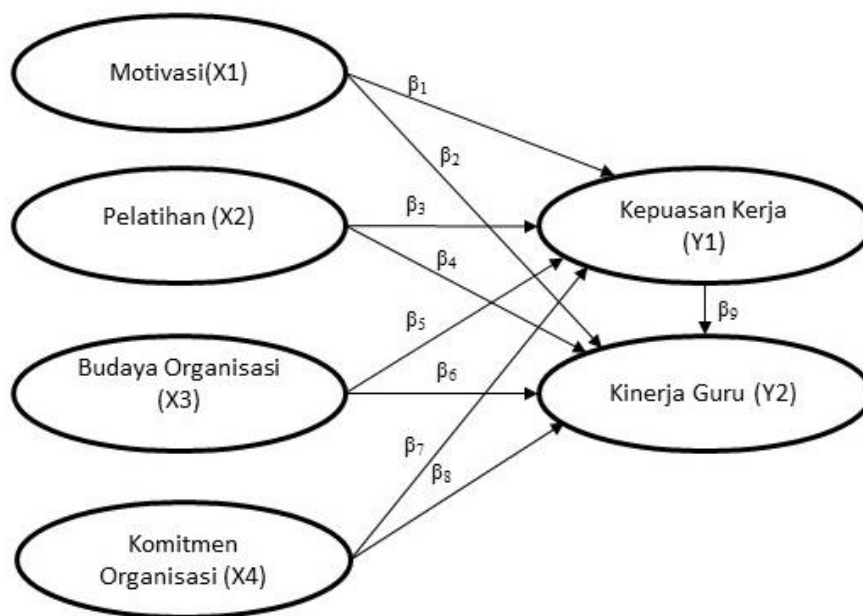 Motivasi(X1)
β1
β2
Pelatihan (X2)
β3
Kepuasan Kerja
(Y1)
β4
β5
β9
Budaya Organisasi
(X3)
β6
Kinerja Guru (Y2)
β7
β8
Komitmen
Organisasi (X4)